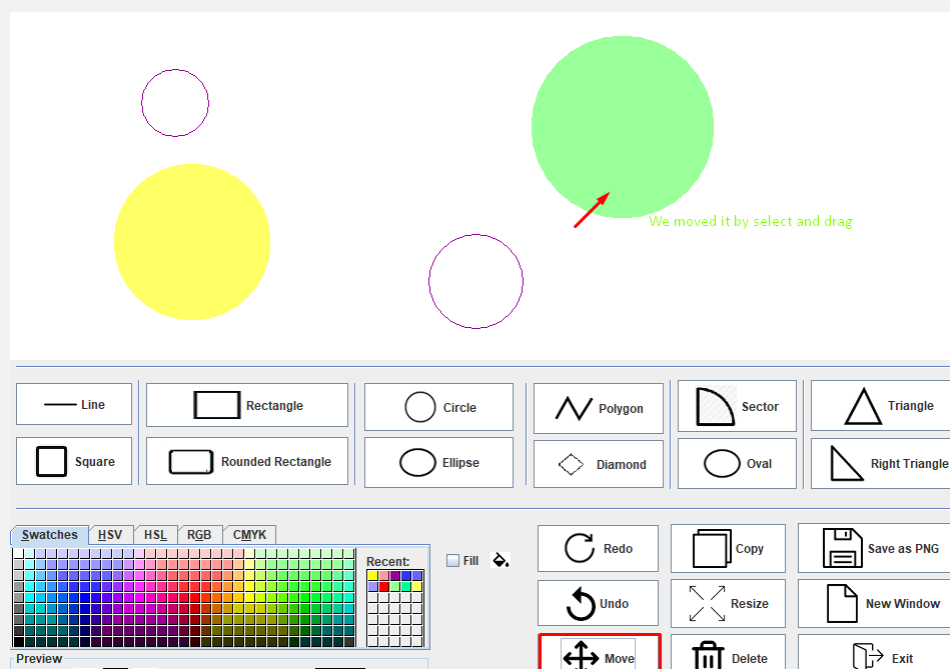 We moved it by select and drag
Line
Rectangle
Circle
Polygon
Sector
Triangle
Square
Rounded Rectangle
Ellipse
Diamond
Oval
Right Triangle
Swatches HSV HSL RGB CMYK
Recent:
Fill
Redo
Copy
Save as PNG
Undo
Resize
New Window
Move
Delete
Exit
Preview